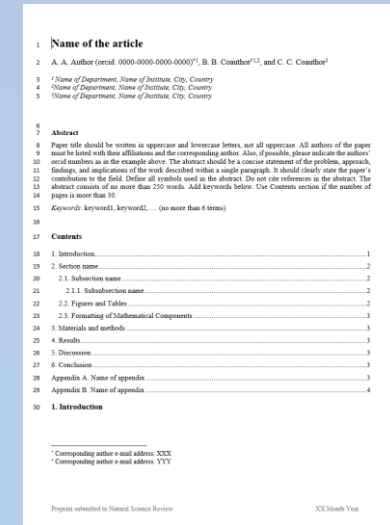 1 Name of the article
2 A. A. Author (orcid: 0000-0000-0000-0000)*1, B. B. Coauthor+1,2, and C. C. Coauthor3
3 1 Name of Department, Name of Institute, City, Country
4 2Name of Department, Name of Institute, City, Country
5 3Name of Department, Name of Institute, City, Country
6
7 Abstract
8 Paper title should be written in uppercase and lowercase letters, not all uppercase. All authors of the paper
9 must be listed with their affiliations and the corresponding author. Also, if possible, please indicate the authors'
10 orcid numbers as in the example above. The abstract should be a concise statement of the problem, approach,
11 findings, and implications of the work described within a single paragraph. It should clearly state the paper's
12 contribution to the field. Define all symbols used in the abstract. Do not cite references in the abstract. The
13 abstract consists of no more than 250 words. Add keywords below. Use Contents section if the number of
14 pages is more than 30.
15 Keywords: keyword1, keyword2, … (no more than 6 terms)
16
17 Contents
18 1. Introduction 1
19 2. Section name 2
20 2.1. Subsection name 2
21 2.1.1. Subsubsection name 2
22 2.2. Figures and Tables 2
23 2.3. Formatting of Mathematical Components 3
24 3. Materials and methods 3
25 4. Results 3
26 5. Discussion 3
27 6. Conclusion 3
28 Appendix A. Name of appendix 3
29 Appendix B. Name of appendix 4
30 1. Introduction
* Corresponding author e-mail address: XXX
+ Corresponding author e-mail address: YYY
Preprint submitted to Natural Science Review XX Month Year